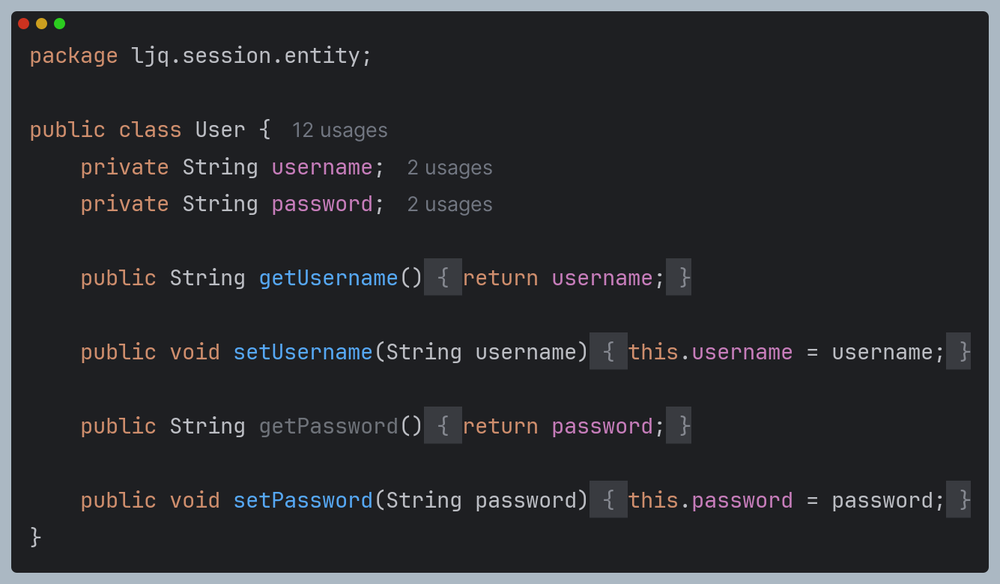 package ljq.session.entity;
public class User { 12 usages
private String username; 2 usages
private String password; 2 usages
public String getUsername() { return username; }
public void setUsername(String username) { this.username = username; }
public String getPassword() { return password; }
public void setPassword(String password) { this.password = password; }
}